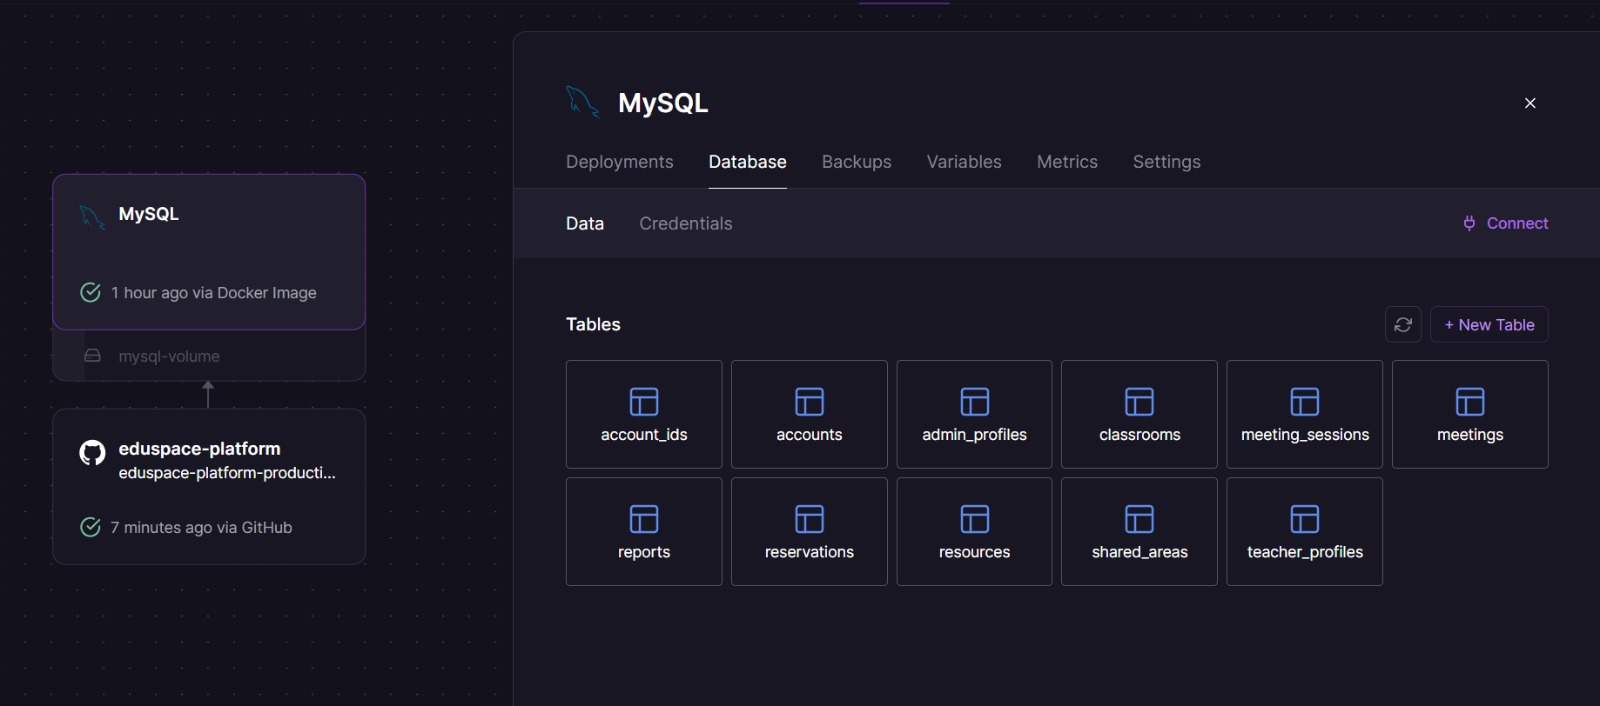 MySQL
1 hour ago via Docker Image
mysql-volume
eduspace-platform
eduspace-platform-producti...
7 minutes ago via GitHub
MySQL
Deployments Database Backups Variables Metrics Settings
Data Credentials Connect
Tables + New Table
account_ids accounts admin_profiles classrooms meeting_sessions meetings
reports reservations resources shared_areas teacher_profiles